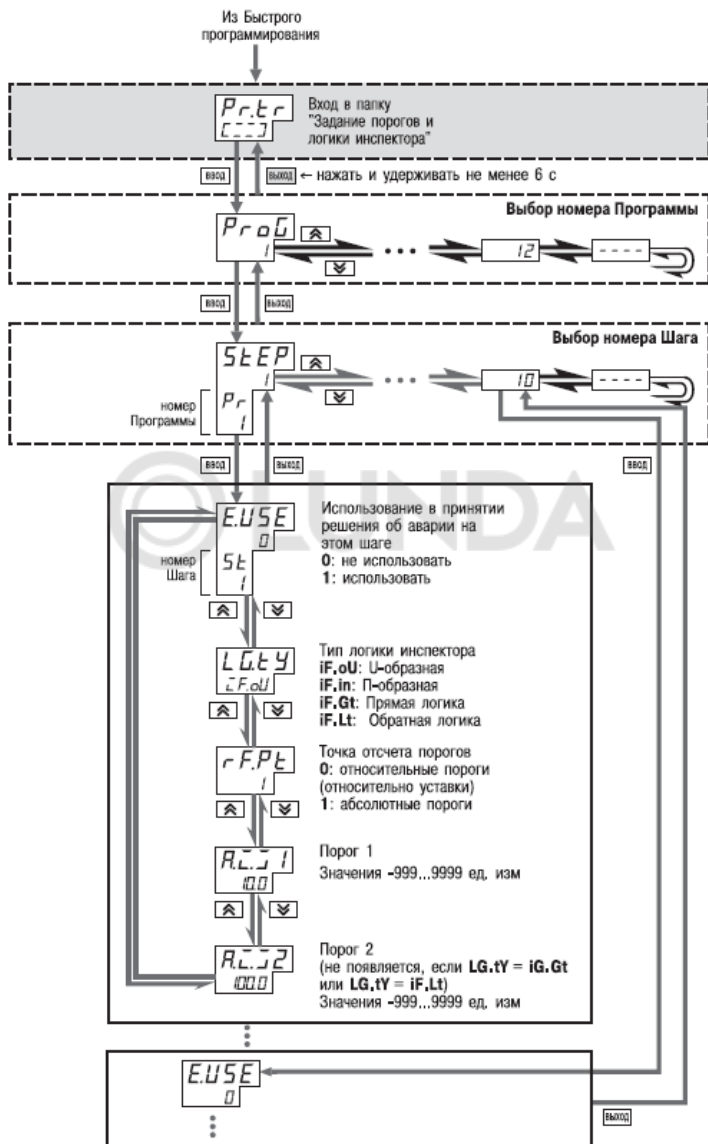 Из Быстрого
программирования
Pr.tr
[---]
Вход в папку
"Задание порогов и
логики инспектора"
ввод
выход
← нажать и удерживать не менее 6 с
Выбор номера Программы
ProG
1
...
12
----
ввод
выход
Выбор номера Шага
StEP
1
...
10
----
номер
Программы
Pr
1
ввод
выход
ввод
LUNDA
E.USE
0
Использование в принятии
решения об аварии на
этом шаге
0: не использовать
1: использовать
номер
Шага
St
1
LG.tY
iF.oU
Тип логики инспектора
iF.oU: U-образная
iF.in: П-образная
iF.Gt: Прямая логика
iF.Lt: Обратная логика
rF.Pt
1
Точка отсчета порогов
0: относительные пороги
(относительно уставки)
1: абсолютные пороги
10.0
Порог 1
Значения -999...9999 ед. изм
100.0
Порог 2
(не появляется, если LG.tY = iG.Gt
или LG.tY = iF.Lt)
Значения -999...9999 ед. изм
E.USE
0
выход